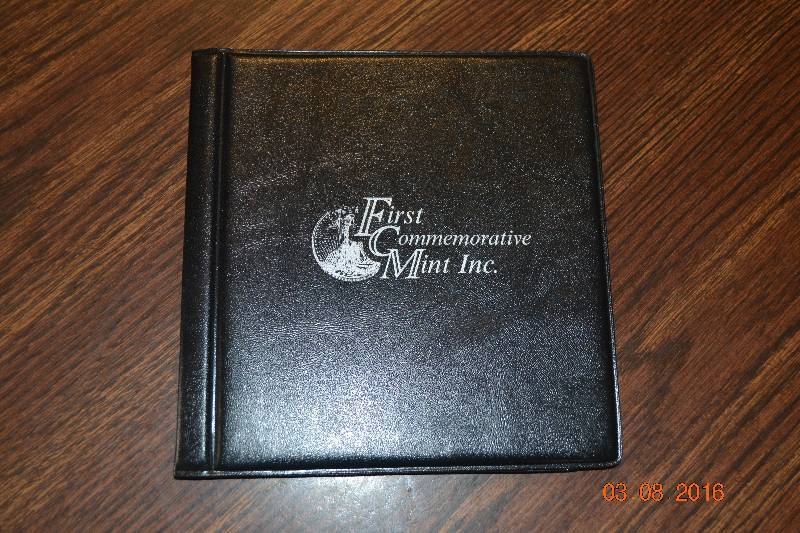 First
Commemorative
Mint Inc.
03 08 2016